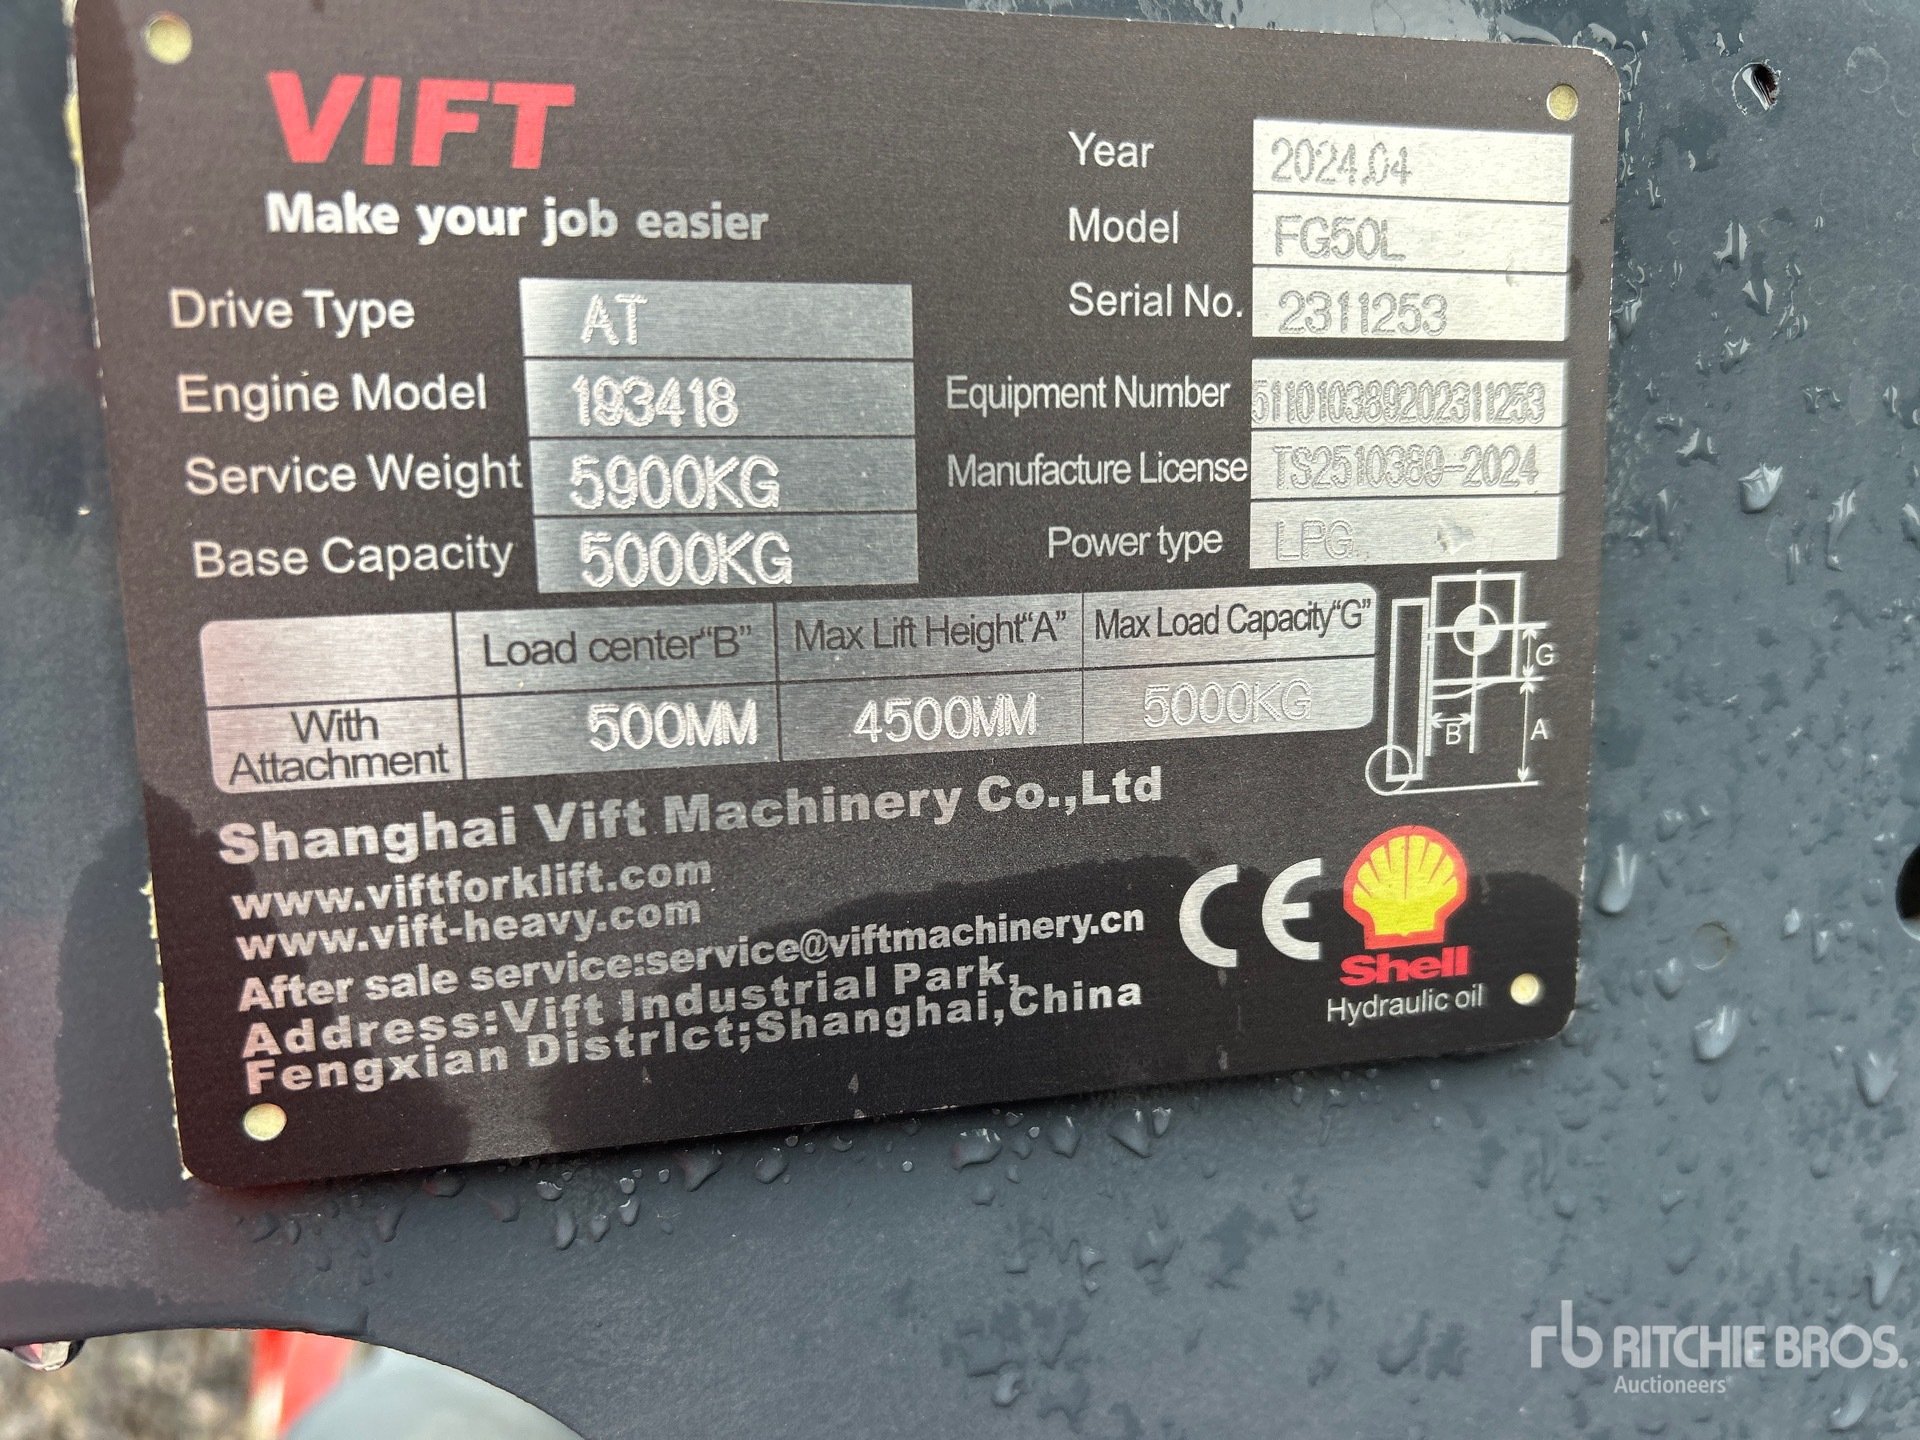 VIFT
Make your job easier
Year 2024.04
Model FG50L
Serial No. 2311253
Drive Type AT
Engine Model 193418
Service Weight 5900KG
Base Capacity 5000KG
Equipment Number 511010389202311253
Manufacture License TS2510389-2024
Power type LPG
Load center"B" Max Lift Height"A" Max Load Capacity"G"
With Attachment 500MM 4500MM 5000KG
G
B A
Shanghai Vift Machinery Co.,Ltd
www.viftforklift.com
www.vift-heavy.com
After sale service:service@viftmachinery.cn
Address:Vift Industrial Park,
Fengxian DistrIct;Shanghai,China
CE
Shell
Hydraulic oil
rb RITCHIE BROS.
Auctioneers